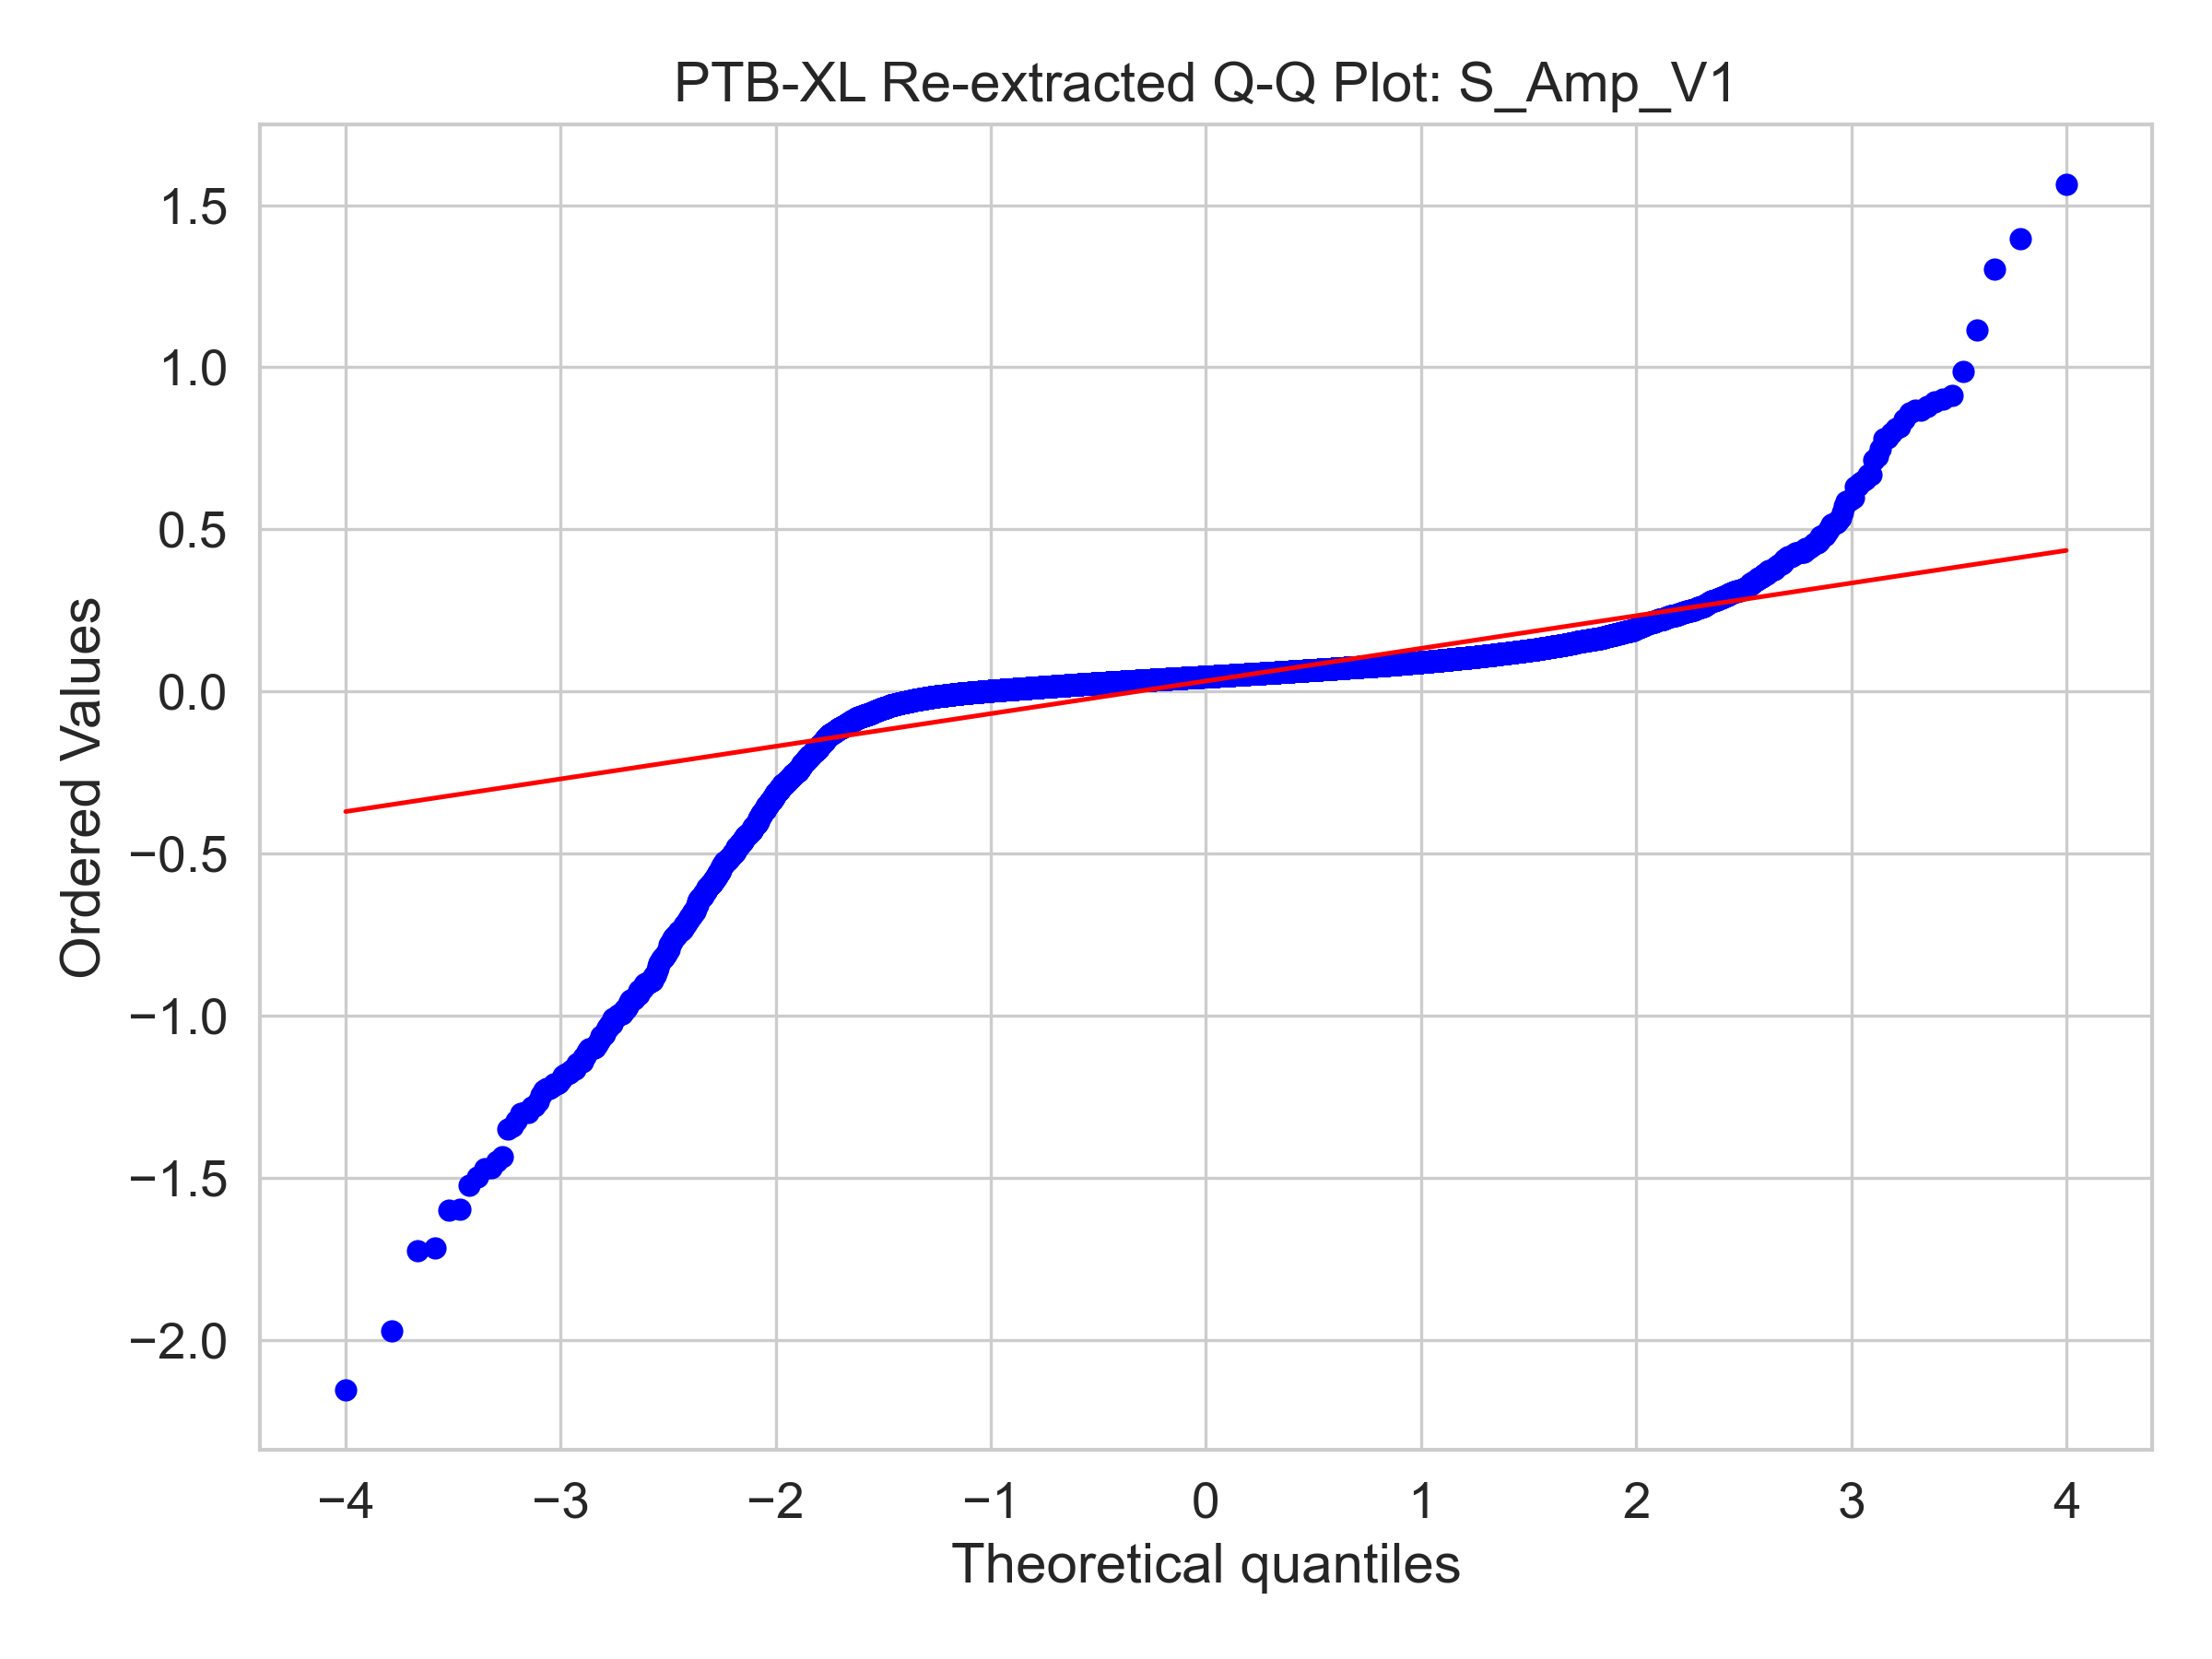 PTB-XL Re-extracted Q-Q Plot: S_Amp_V1
1.5
1.0
0.5
0.0
−0.5
−1.0
−1.5
−2.0
Ordered Values
−4 −3 −2 −1 0 1 2 3 4
Theoretical quantiles